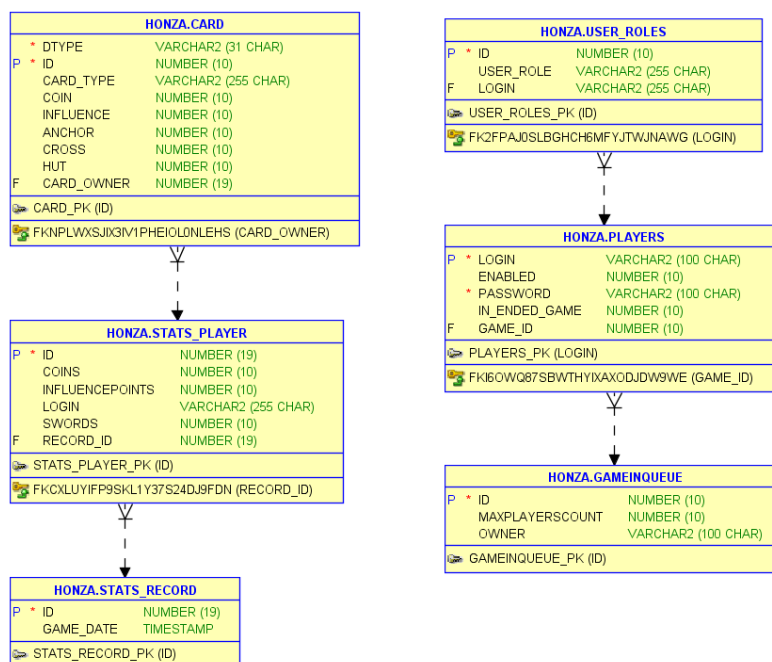 HONZA.CARD
* DTYPE VARCHAR2 (31 CHAR)
P * ID NUMBER (10)
CARD_TYPE VARCHAR2 (255 CHAR)
COIN NUMBER (10)
INFLUENCE NUMBER (10)
ANCHOR NUMBER (10)
CROSS NUMBER (10)
HUT NUMBER (10)
F CARD_OWNER NUMBER (19)
CARD_PK (ID)
FKNPLWXSJIX3IV1PHEIOL0NLEHS (CARD_OWNER)
HONZA.STATS_PLAYER
P * ID NUMBER (19)
COINS NUMBER (10)
INFLUENCEPOINTS NUMBER (10)
LOGIN VARCHAR2 (255 CHAR)
SWORDS NUMBER (10)
F RECORD_ID NUMBER (19)
STATS_PLAYER_PK (ID)
FKCXLUYIFP9SKL1Y37S24DJ9FDN (RECORD_ID)
HONZA.STATS_RECORD
P * ID NUMBER (19)
GAME_DATE TIMESTAMP
STATS_RECORD_PK (ID)
HONZA.USER_ROLES
P * ID NUMBER (10)
USER_ROLE VARCHAR2 (255 CHAR)
F LOGIN VARCHAR2 (255 CHAR)
USER_ROLES_PK (ID)
FK2FPAJ0SLBGHCH6MFYJTWJNAWG (LOGIN)
HONZA.PLAYERS
P * LOGIN VARCHAR2 (100 CHAR)
ENABLED NUMBER (10)
* PASSWORD VARCHAR2 (100 CHAR)
IN_ENDED_GAME NUMBER (10)
F GAME_ID NUMBER (10)
PLAYERS_PK (LOGIN)
FKI6OWQ87SBWTHYIXAXODJDW9WE (GAME_ID)
HONZA.GAMEINQUEUE
P * ID NUMBER (10)
MAXPLAYERSCOUNT NUMBER (10)
OWNER VARCHAR2 (100 CHAR)
GAMEINQUEUE_PK (ID)